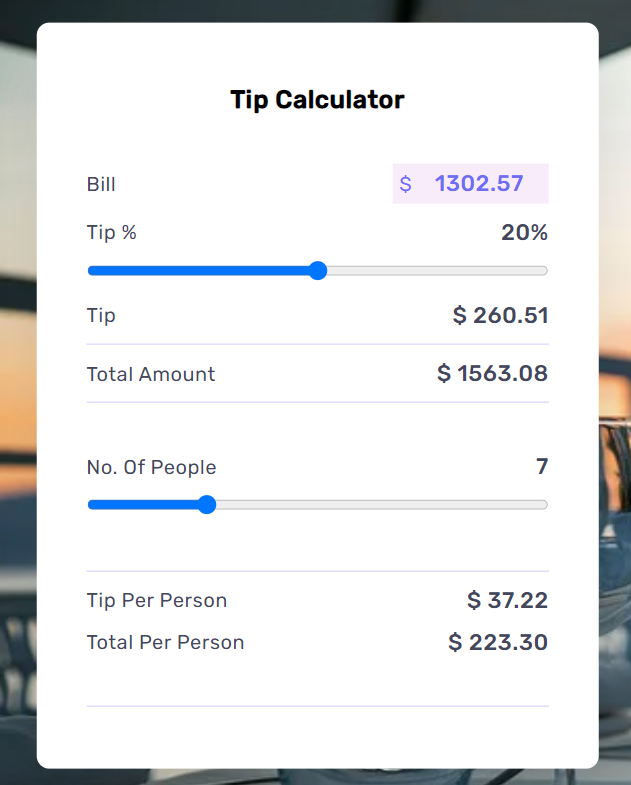 Tip Calculator
Bill $ 1302.57
Tip % 20%
Tip $ 260.51
Total Amount $ 1563.08
No. Of People 7
Tip Per Person $ 37.22
Total Per Person $ 223.30